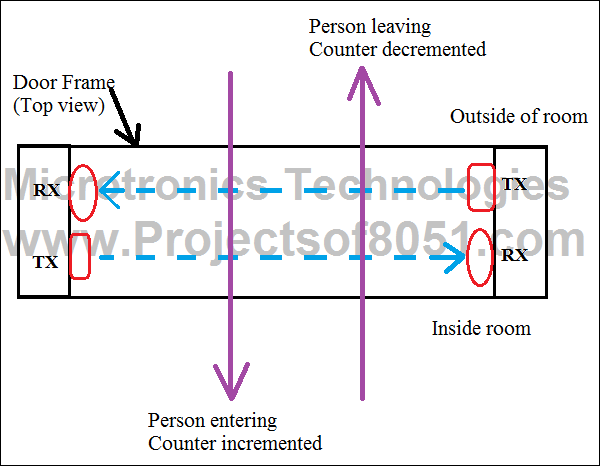 Person leaving
Counter decremented
Door Frame
(Top view)
Outside of room
RX
TX
Microtronics Technologies
www.Projectsof8051.com
TX
RX
Inside room
Person entering
Counter incremented